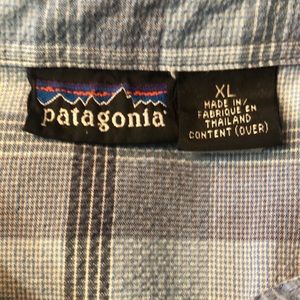 patagonia®
XL
MADE IN/
FABRIQUE EN
THAILAND
CONTENT (OVER)